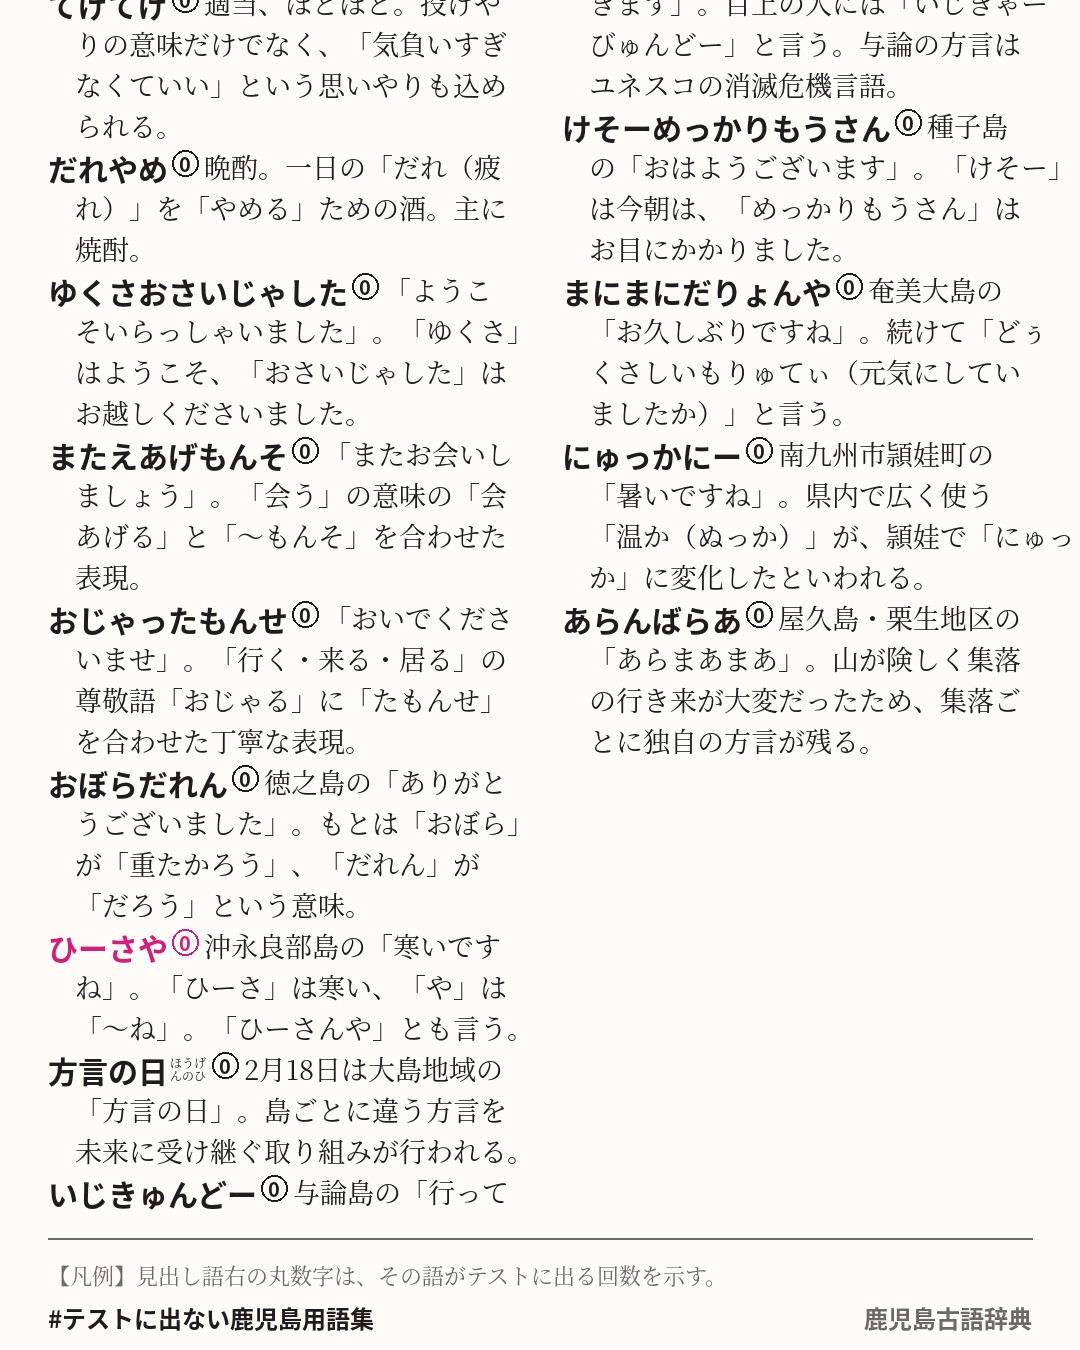 てげてげ⓪適当、ほどほど。投げや
りの意味だけでなく、「気負いすぎ
なくていい」という思いやりも込め
られる。
だれやめ⓪晩酌。一日の「だれ（疲
れ）」を「やめる」ための酒。主に
焼酎。
ゆくさおさいじゃした⓪「ようこ
そいらっしゃいました」。「ゆくさ」
はようこそ、「おさいじゃした」は
お越しくださいました。
またえあげもんそ⓪「またお会いし
ましょう」。「会う」の意味の「会
あげる」と「〜もんそ」を合わせた
表現。
おじゃったもんせ⓪「おいでくださ
いませ」。「行く・来る・居る」の
尊敬語「おじゃる」に「たもんせ」
を合わせた丁寧な表現。
おぼらだれん⓪徳之島の「ありがと
うございました」。もとは「おぼら」
が「重たかろう」、「だれん」が
「だろう」という意味。
ひーさや⓪沖永良部島の「寒いです
ね」。「ひーさ」は寒い、「や」は
「〜ね」。「ひーさんや」とも言う。
方言の日ほうげんのひ⓪2月18日は大島地域の
「方言の日」。島ごとに違う方言を
未来に受け継ぐ取り組みが行われる。
いじきゅんどー⓪与論島の「行って
きます」。目上の人には「いじきゃー
びゅんどー」と言う。与論の方言は
ユネスコの消滅危機言語。
けそーめっかりもうさん⓪種子島
の「おはようございます」。「けそー」
は今朝は、「めっかりもうさん」は
お目にかかりました。
まにまにだりょんや⓪奄美大島の
「お久しぶりですね」。続けて「どぅ
くさしいもりゅてぃ（元気にしてい
ましたか）」と言う。
にゅっかにー⓪南九州市頴娃町の
「暑いですね」。県内で広く使う
「温か（ぬっか）」が、頴娃で「にゅっ
か」に変化したといわれる。
あらんばらあ⓪屋久島・栗生地区の
「あらまあまあ」。山が険しく集落
の行き来が大変だったため、集落ご
とに独自の方言が残る。
【凡例】見出し語右の丸数字は、その語がテストに出る回数を示す。
#テストに出ない鹿児島用語集
鹿児島古語辞典